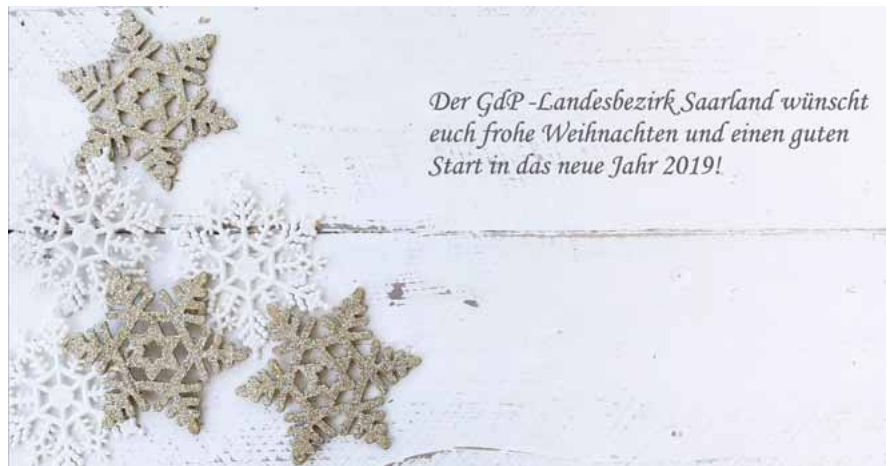 Der GdP -Landesbezirk Saarland wünscht
euch frohe Weihnachten und einen guten
Start in das neue Jahr 2019!